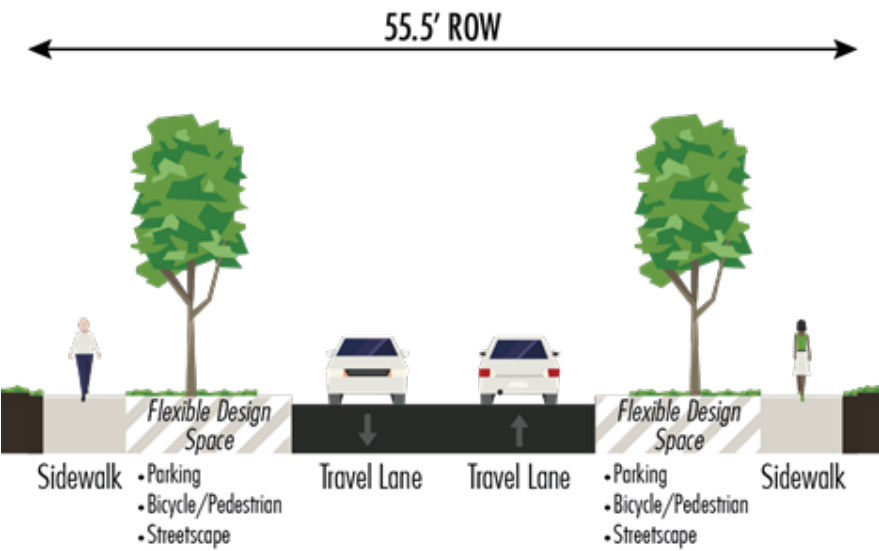 55.5' ROW
Flexible Design
Space
Flexible Design
Space
Sidewalk
• Parking
• Bicycle/Pedestrian
• Streetscape
Travel Lane
Travel Lane
• Parking
• Bicycle/Pedestrian
• Streetscape
Sidewalk